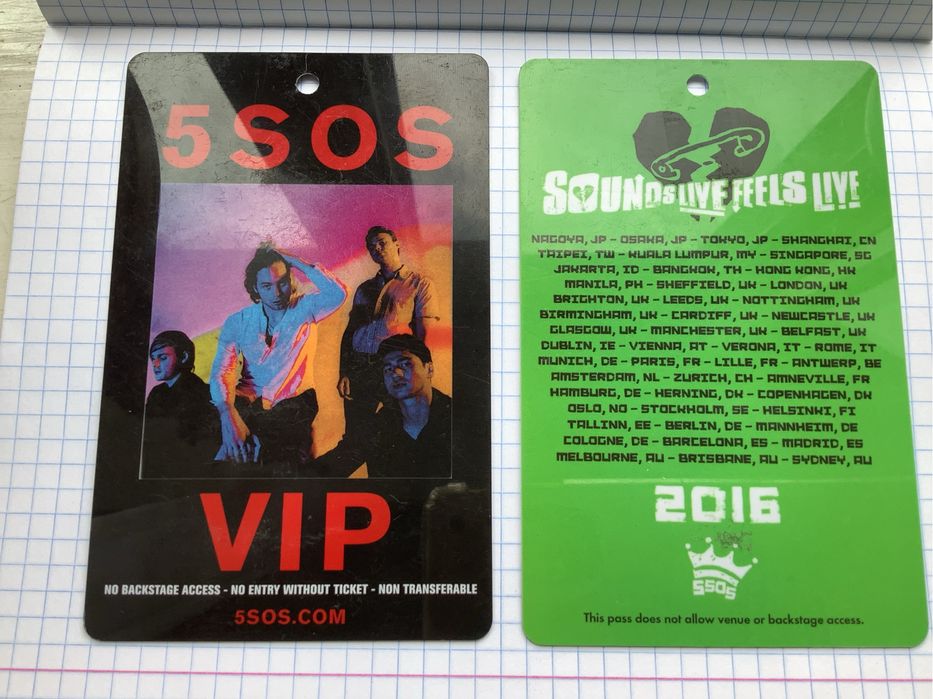 5SOS
VIP
NO BACKSTAGE ACCESS - NO ENTRY WITHOUT TICKET - NON TRANSFERABLE
5SOS.COM
SOUNDS LIVE FEELS LIVE
NAGOYA, JP - OSAKA, JP - TOKYO, JP - SHANGHAI, CN
TAIPEI, TW - KUALA LUMPUR, MY - SINGAPORE, SG
JAKARTA, ID - BANGKOK, TH - HONG KONG, HK
MANILA, PH - SHEFFIELD, UK - LONDON, UK
BRIGHTON, UK - LEEDS, UK - NOTTINGHAM, UK
BIRMINGHAM, UK - CARDIFF, UK - NEWCASTLE, UK
GLASGOW, UK - MANCHESTER, UK - BELFAST, UK
DUBLIN, IE - VIENNA, AT - VERONA, IT - ROME, IT
MUNICH, DE - PARIS, FR - LILLE, FR - ANTWERP, BE
AMSTERDAM, NL - ZURICH, CH - AMNEVILLE, FR
HAMBURG, DE - HERNING, DK - COPENHAGEN, DK
OSLO, NO - STOCKHOLM, SE - HELSINKI, FI
TALLINN, EE - BERLIN, DE - MANNHEIM, DE
COLOGNE, DE - BARCELONA, ES - MADRID, ES
MELBOURNE, AU - BRISBANE, AU - SYDNEY, AU
2016
5SOS
This pass does not allow venue or backstage access.